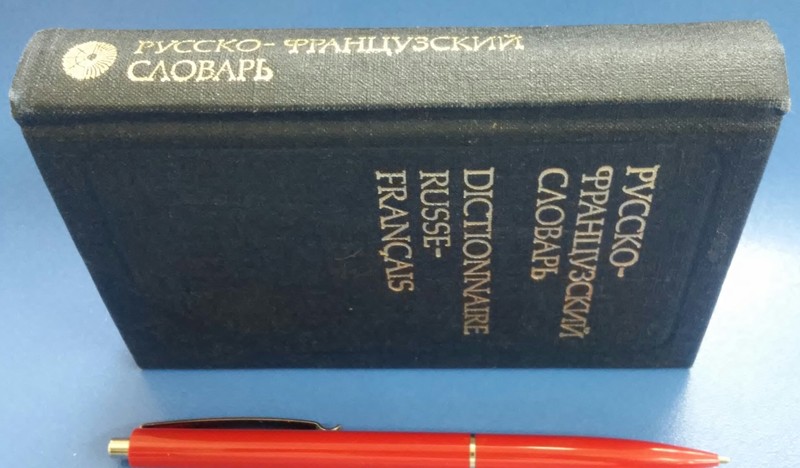 РУССКО-ФРАНЦУЗСКИЙ
СЛОВАРЬ
РУССКО-
ФРАНЦУЗСКИЙ
СЛОВАРЬ
DICTIONNAIRE
RUSSE-
FRANÇAIS